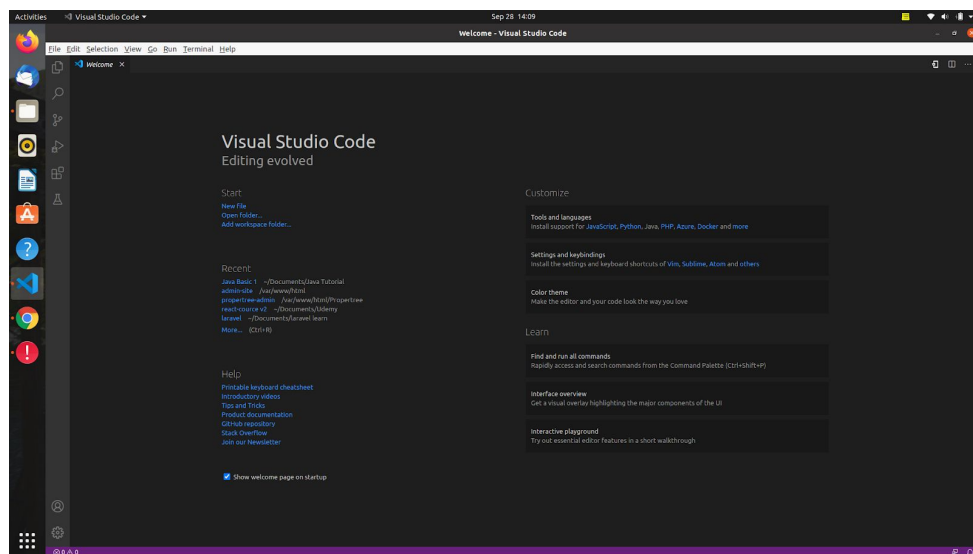 Activities Visual Studio Code Sep 28 14:09
Welcome - Visual Studio Code
File Edit Selection View Go Run Terminal Help
Welcome
Visual Studio Code
Editing evolved
Start
New file
Open folder...
Add workspace folder...
Recent
Java Basic 1 ~/Documents/Java Tutorial
admin-site /var/www/html
propertree-admin /var/www/html/Propertree
react-cource v2 ~/Documents/Udemy
laravel ~/Documents/laravel learn
More... (Ctrl+R)
Help
Printable keyboard cheatsheet
Introductory videos
Tips and Tricks
Product documentation
GitHub repository
Stack Overflow
Join our Newsletter
Show welcome page on startup
Customize
Tools and languages
Install support for JavaScript, Python, Java, PHP, Azure, Docker and more
Settings and keybindings
Install the settings and keyboard shortcuts of Vim, Sublime, Atom and others
Color theme
Make the editor and your code look the way you love
Learn
Find and run all commands
Rapidly access and search commands from the Command Palette (Ctrl+Shift+P)
Interface overview
Get a visual overlay highlighting the major components of the UI
Interactive playground
Try out essential editor features in a short walkthrough
0 0